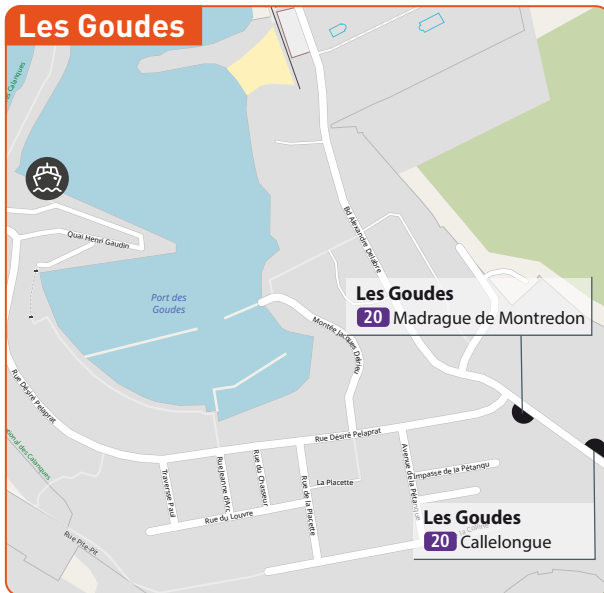 Les Goudes
Quai Henri Gaudin
Port des
Goudes
Bd Alexandre Delabre
Les Goudes
20 Madrague de Montredon
Montée Jacques Dérieu
Rue Désiré Pelaprat
Rue Désiré Pelaprat
Traverse Paul
Rue Jeanne d'Arc
Rue du Chasseur
Rue de la Placette
La Placette
Avenue de la Pétanque
Impasse de la Pétanqu
Rue du Louvre
Rue Pite-Pit
Les Goudes
20 Callelongue